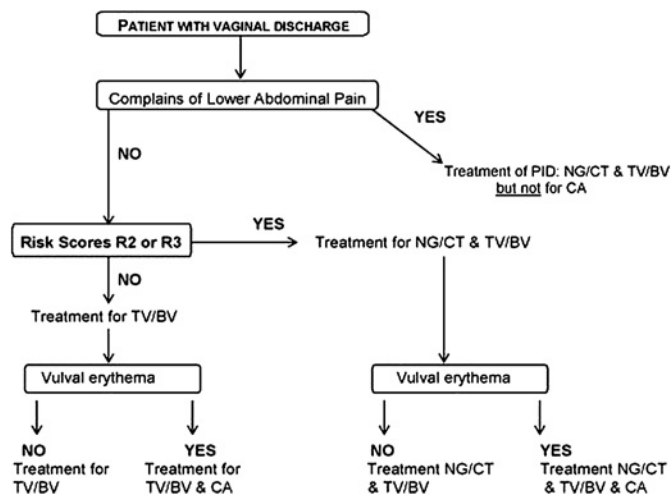 PATIENT WITH VAGINAL DISCHARGE
Complains of Lower Abdominal Pain
YES
NO
Treatment of PID: NG/CT & TV/BV
but not for CA
Risk Scores R2 or R3
YES
Treatment for NG/CT & TV/BV
NO
Treatment for TV/BV
Vulval erythema
Vulval erythema
NO
Treatment for
TV/BV
YES
Treatment for
TV/BV & CA
NO
Treatment NG/CT
& TV/BV
YES
Treatment NG/CT
& TV/BV & CA